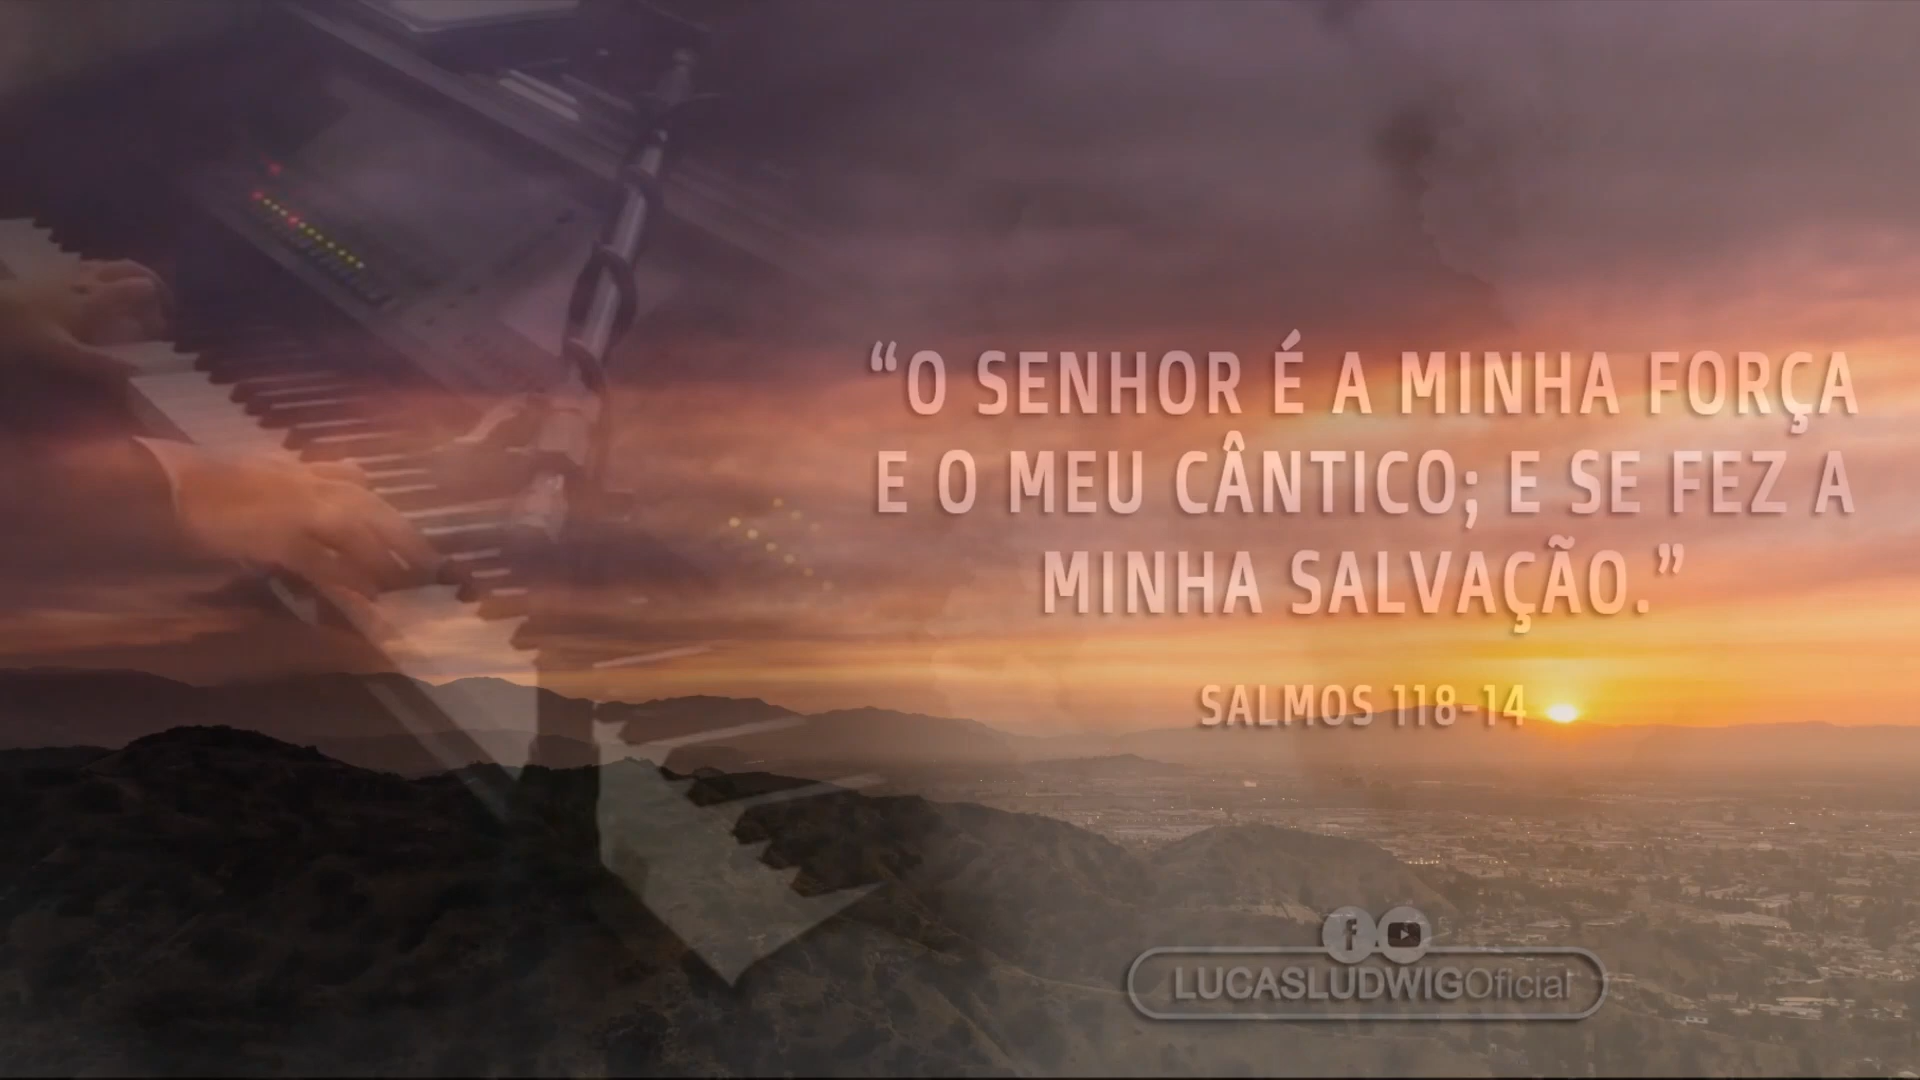 “O SENHOR É A MINHA FORÇA
E O MEU CÂNTICO; E SE FEZ A
MINHA SALVAÇÃO.”
SALMOS 118-14
LUCASLUDWIGOficial